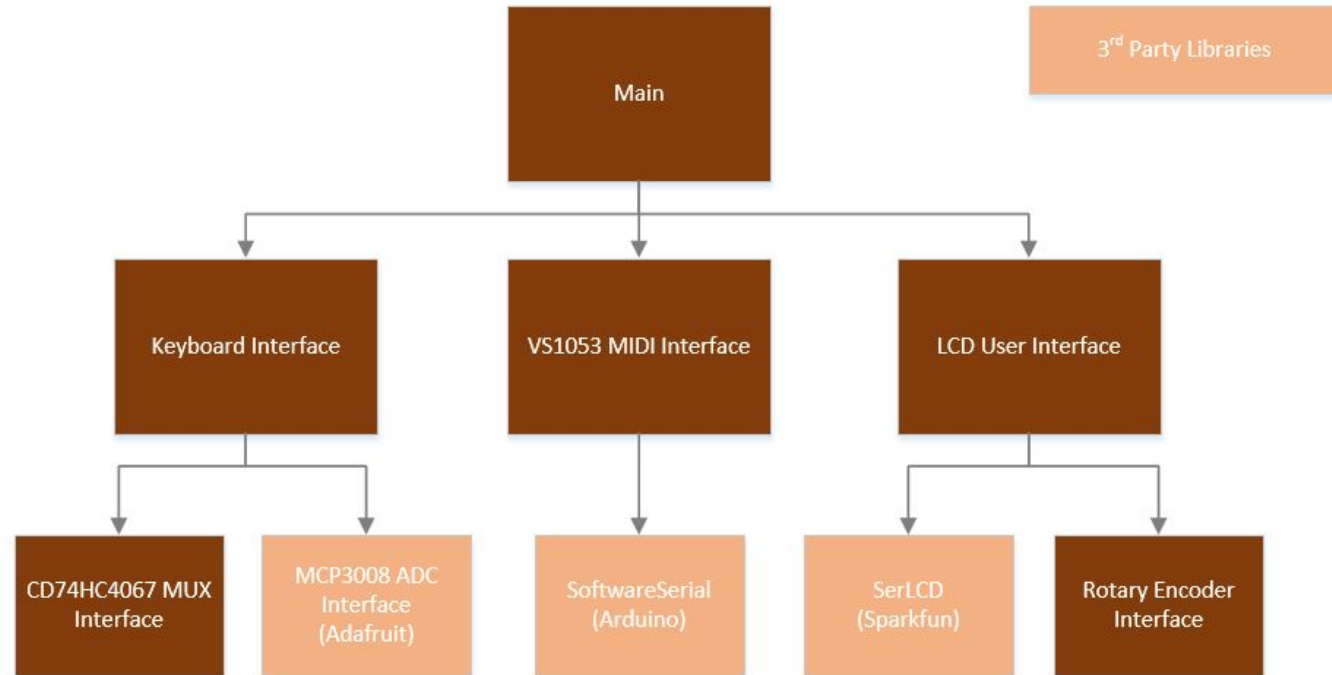 3rd Party Libraries
Main
Keyboard Interface
VS1053 MIDI Interface
LCD User Interface
CD74HC4067 MUX
Interface
MCP3008 ADC
Interface
(Adafruit)
SoftwareSerial
(Arduino)
SerLCD
(Sparkfun)
Rotary Encoder
Interface